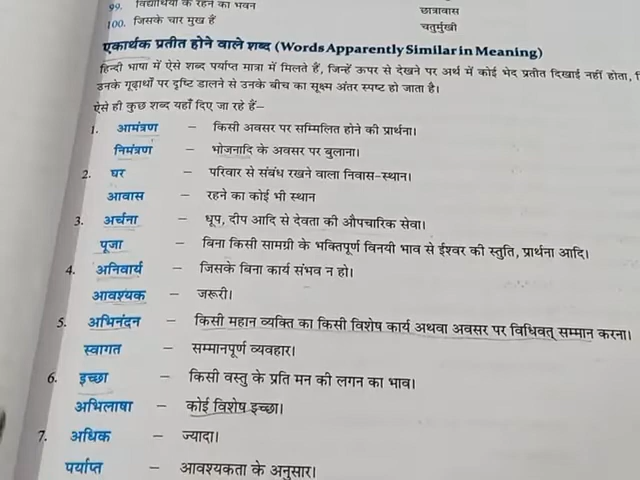 99. विद्यार्थियों के रहने का भवन छात्रावास
100. जिसके चार मुख हैं चतुर्मुखी
एकार्थक प्रतीत होने वाले शब्द (Words Apparently Similar in Meaning)
हिन्दी भाषा में ऐसे शब्द पर्याप्त मात्रा में मिलते हैं, जिन्हें ऊपर से देखने पर अर्थ में कोई भेद प्रतीत दिखाई नहीं होता,
उनके गूढ़ार्थों पर दृष्टि डालने से उनके बीच का सूक्ष्म अंतर स्पष्ट हो जाता है।
ऐसे ही कुछ शब्द यहाँ दिए जा रहे हैं–
1. आमंत्रण – किसी अवसर पर सम्मिलित होने की प्रार्थना।
निमंत्रण – भोजनादि के अवसर पर बुलाना।
2. घर – परिवार से संबंध रखने वाला निवास-स्थान।
आवास – रहने का कोई भी स्थान
3. अर्चना – धूप, दीप आदि से देवता की औपचारिक सेवा।
पूजा – बिना किसी सामग्री के भक्तिपूर्ण विनयी भाव से ईश्वर की स्तुति, प्रार्थना आदि।
4. अनिवार्य – जिसके बिना कार्य संभव न हो।
आवश्यक – जरूरी।
5. अभिनंदन – किसी महान व्यक्ति का किसी विशेष कार्य अथवा अवसर पर विधिवत् सम्मान करना।
स्वागत – सम्मानपूर्ण व्यवहार।
6. इच्छा – किसी वस्तु के प्रति मन की लगन का भाव।
अभिलाषा – कोई विशेष इच्छा।
7. अधिक – ज्यादा।
पर्याप्त – आवश्यकता के अनुसार।